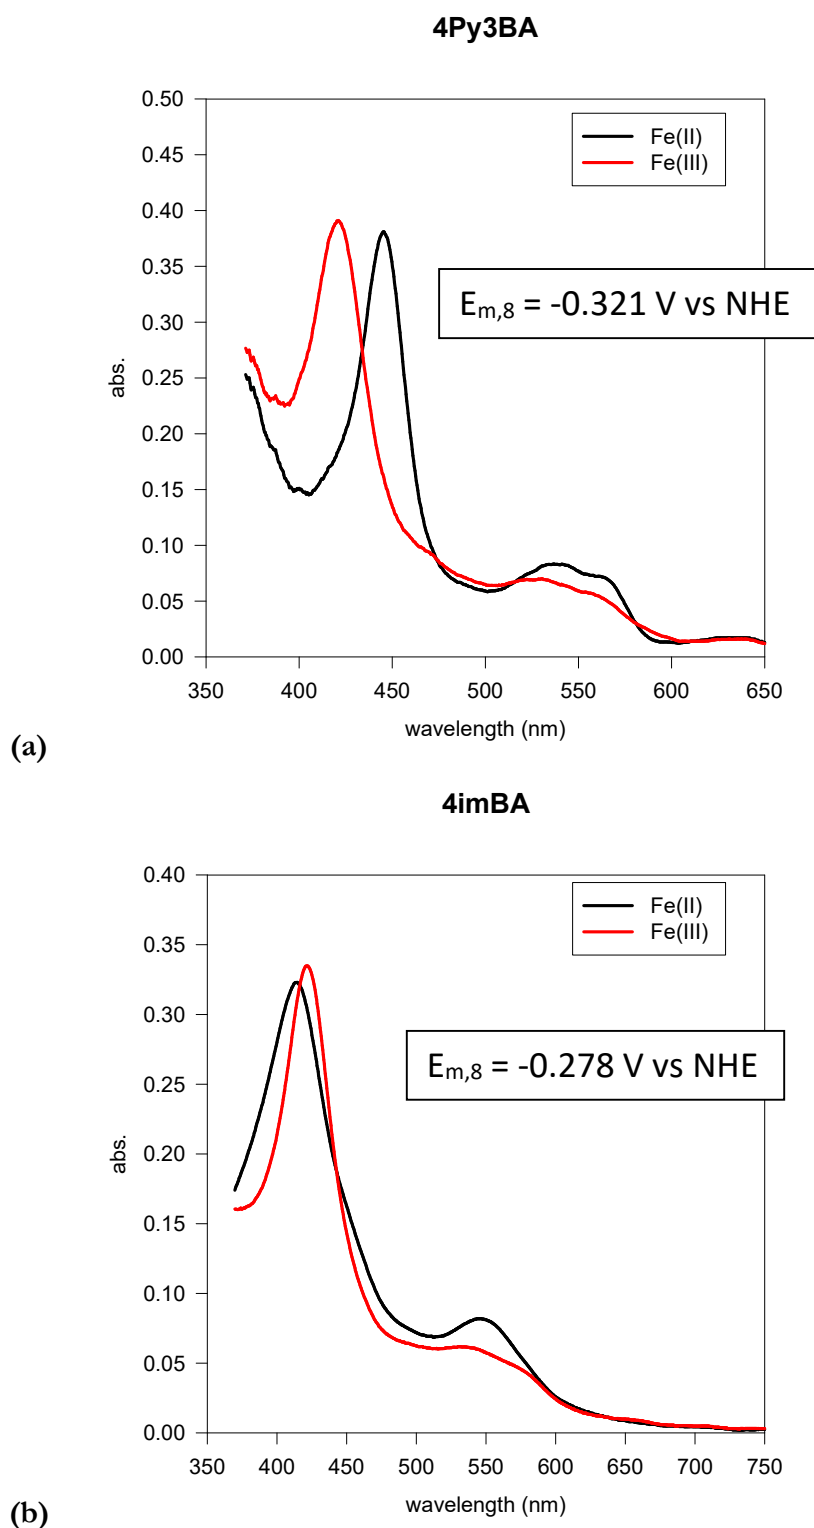 4Py3BA
0.50
0.45
0.40
0.35
0.30
0.25
0.20
0.15
0.10
0.05
0.00
abs.
Fe(II)
Fe(III)
Em,8 = -0.321 V vs NHE
350 400 450 500 550 600 650
wavelength (nm)
(a)
4imBA
0.40
0.35
0.30
0.25
0.20
0.15
0.10
0.05
0.00
abs.
Fe(II)
Fe(III)
Em,8 = -0.278 V vs NHE
350 400 450 500 550 600 650 700 750
wavelength (nm)
(b)